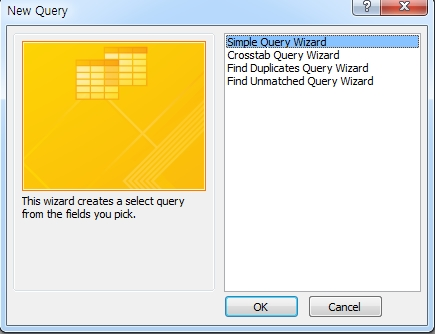 New Query
Simple Query Wizard
Crosstab Query Wizard
Find Duplicates Query Wizard
Find Unmatched Query Wizard
This wizard creates a select query
from the fields you pick.
OK
Cancel